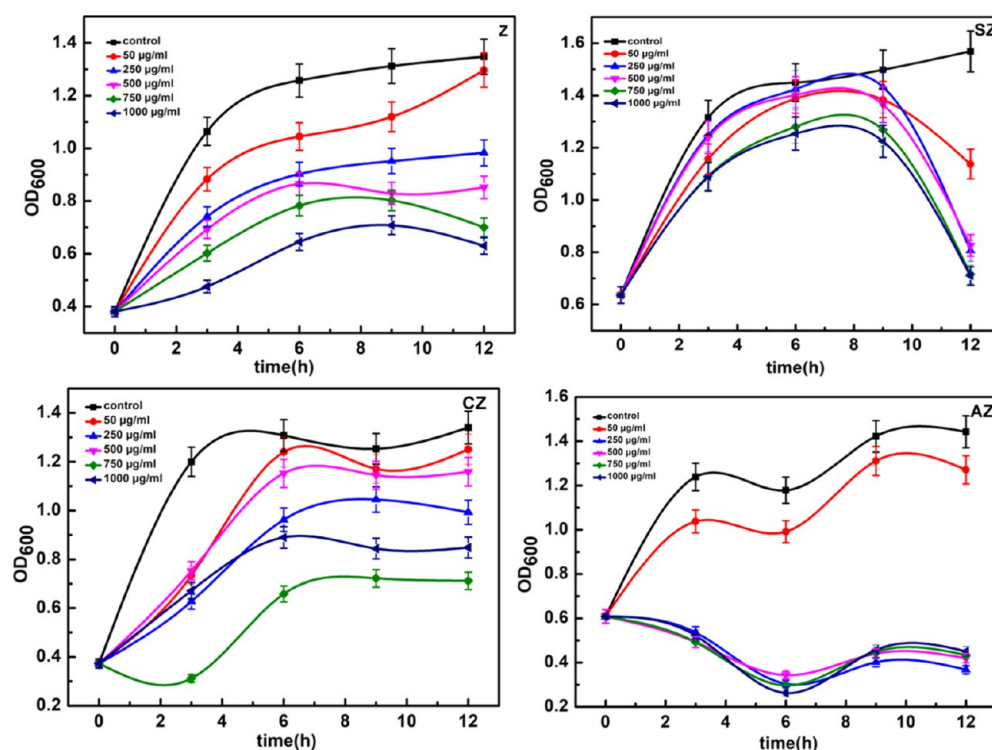 Z
control
50 µg/ml
250 µg/ml
500 µg/ml
750 µg/ml
1000 µg/ml
OD600
1.4
1.2
1.0
0.8
0.6
0.4
0 2 4 6 8 10 12
time(h)
SZ
control
50 µg/ml
250 µg/ml
500 µg/ml
750 µg/ml
1000 µg/ml
OD600
1.6
1.4
1.2
1.0
0.8
0.6
0 2 4 6 8 10 12
time(h)
CZ
control
50 µg/ml
250 µg/ml
500 µg/ml
750 µg/ml
1000 µg/ml
OD600
1.4
1.2
1.0
0.8
0.6
0.4
0.2
0 2 4 6 8 10 12
time(h)
AZ
control
50 µg/ml
250 µg/ml
500 µg/ml
750 µg/ml
1000 µg/ml
OD600
1.6
1.4
1.2
1.0
0.8
0.6
0.4
0.2
0 2 4 6 8 10 12
time(h)